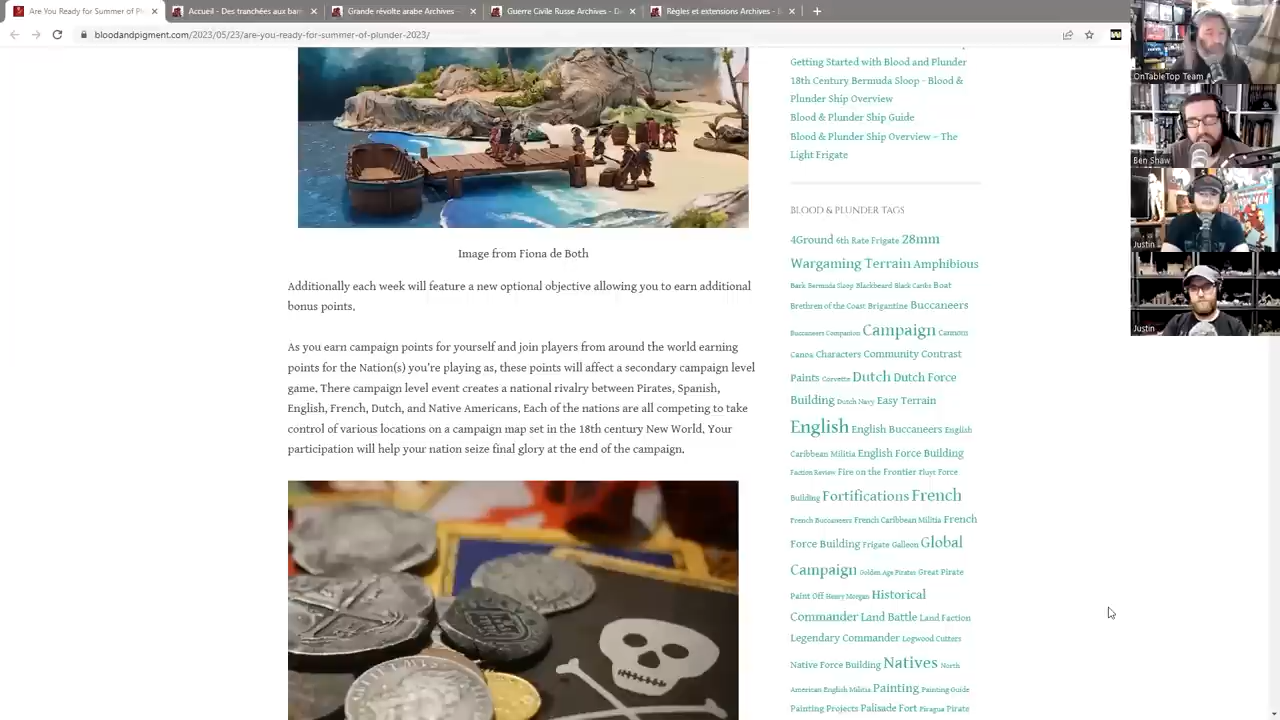 Are You Ready for Summer of Pl
Accueil - Des tranchées aux bar
Grande révolte arabe Archives -
Guerre Civile Russe Archives - De
Règles et extensions Archives - 
bloodandpigment.com/2023/05/23/are-you-ready-for-summer-of-plunder-2023/
OnTableTop Team
Ben Shaw
Justin
Justin
Image from Fiona de Both
Additionally each week will feature a new optional objective allowing you to earn additional
bonus points.
As you earn campaign points for yourself and join players from around the world earning
points for the Nation(s) you're playing as, these points will affect a secondary campaign level
game. There campaign level event creates a national rivalry between Pirates, Spanish,
English, French, Dutch, and Native Americans. Each of the nations are all competing to take
control of various locations on a campaign map set in the 18th century New World. Your
participation will help your nation seize final glory at the end of the campaign.
Getting Started with Blood and Plunder
18th Century Bermuda Sloop - Blood &
Plunder Ship Overview
Blood & Plunder Ship Guide
Blood & Plunder Ship Overview – The
Light Frigate
BLOOD & PLUNDER TAGS
4Ground 6th Rate Frigate 28mm
Wargaming Terrain Amphibious
Bark Bermuda Sloop Blackbeard Black Caribs Boat
Brethren of the Coast Brigantine Buccaneers
Buccaneers Companion Campaign Cannons
Canoa Characters Community Contrast
Paints Corvette Dutch Dutch Force
Building Dutch Navy Easy Terrain
English English Buccaneers English
Caribbean Militia English Force Building
Faction Review Fire on the Frontier Fluyt Force
Building Fortifications French
French Buccaneers French Caribbean Militia French
Force Building Frigate Galleon Global
Campaign Golden Age Pirates Great Pirate
Paint Off Henry Morgan Historical
Commander Land Battle Land Faction
Legendary Commander Logwood Cutters
Native Force Building Natives North
American English Militia Painting Painting Guide
Painting Projects Palisade Fort Piragua Pirate